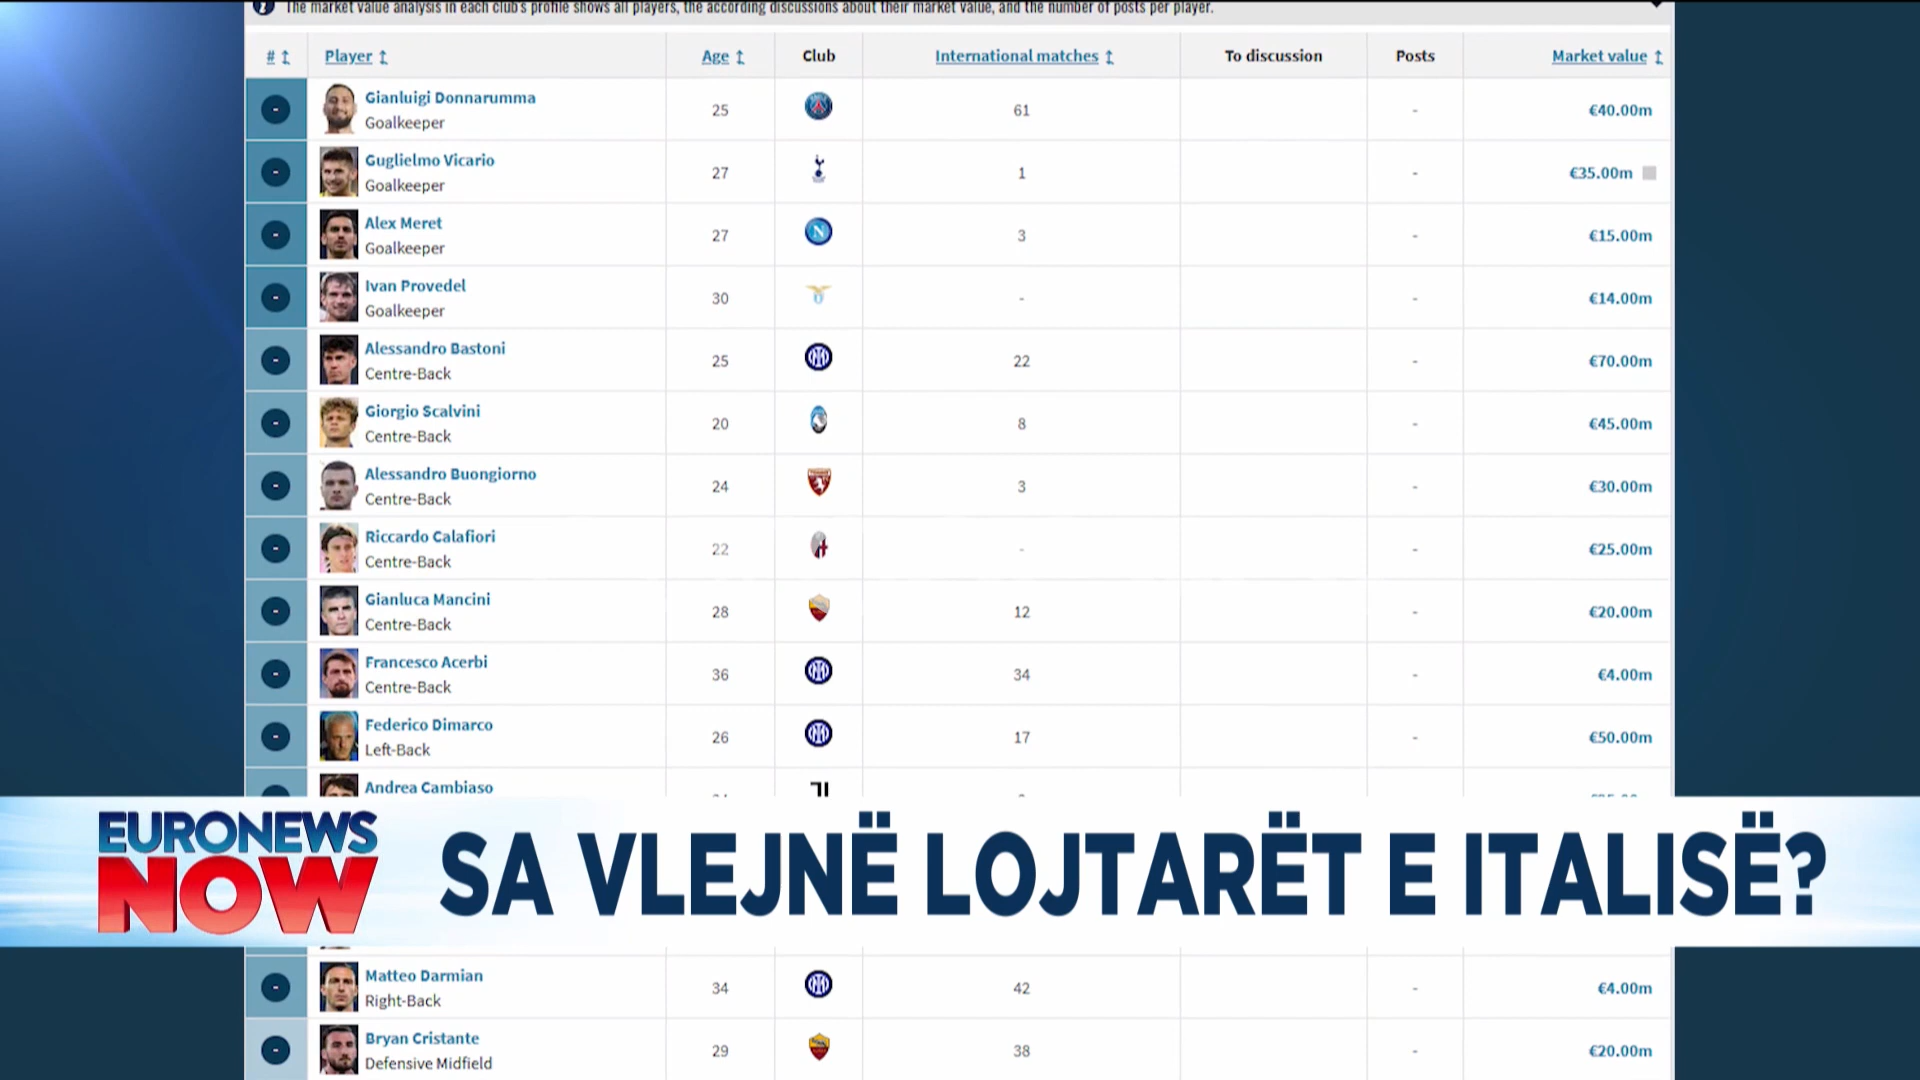 The market value analysis in each club's profile shows all players, the according discussions about their market value, and the number of posts per player.
# Player Age Club International matches To discussion Posts Market value
Gianluigi Donnarumma
Goalkeeper
25 61 - €40.00m
Guglielmo Vicario
Goalkeeper
27 1 - €35.00m
Alex Meret
Goalkeeper
27 3 - €15.00m
Ivan Provedel
Goalkeeper
30 - - €14.00m
Alessandro Bastoni
Centre-Back
25 22 - €70.00m
Giorgio Scalvini
Centre-Back
20 8 - €45.00m
Alessandro Buongiorno
Centre-Back
24 3 - €30.00m
Riccardo Calafiori
Centre-Back
22 - - €25.00m
Gianluca Mancini
Centre-Back
28 12 - €20.00m
Francesco Acerbi
Centre-Back
36 34 - €4.00m
Federico Dimarco
Left-Back
26 17 - €50.00m
Andrea Cambiaso
EURONEWS
NOW
SA VLEJNË LOJTARËT E ITALISË?
Matteo Darmian
Right-Back
34 42 - €4.00m
Bryan Cristante
Defensive Midfield
29 38 - €20.00m